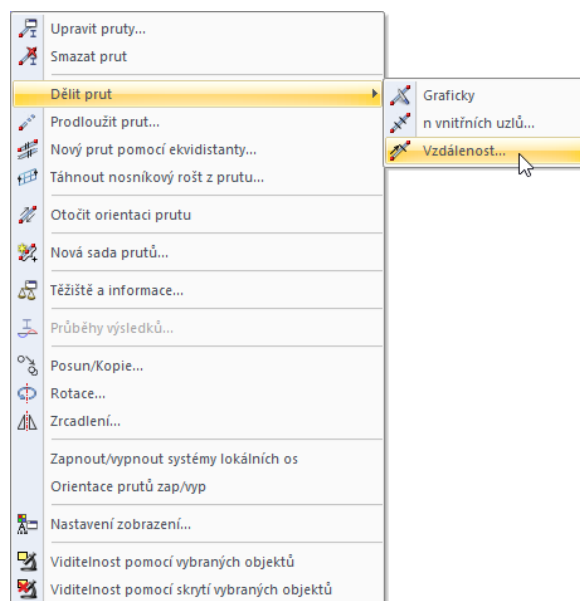 Upravit pruty...
Smazat prut
Dělit prut
Graficky
n vnitřních uzlů...
Vzdálenost...
Prodloužit prut...
Nový prut pomocí ekvidistanty...
Táhnout nosníkový rošt z prutu...
Otočit orientaci prutu
Nová sada prutů...
Těžiště a informace...
Průběhy výsledků...
Posun/Kopie...
Rotace...
Zrcadlení...
Zapnout/vypnout systémy lokálních os
Orientace prutů zap/vyp
Nastavení zobrazení...
Viditelnost pomocí vybraných objektů
Viditelnost pomocí skrytí vybraných objektů